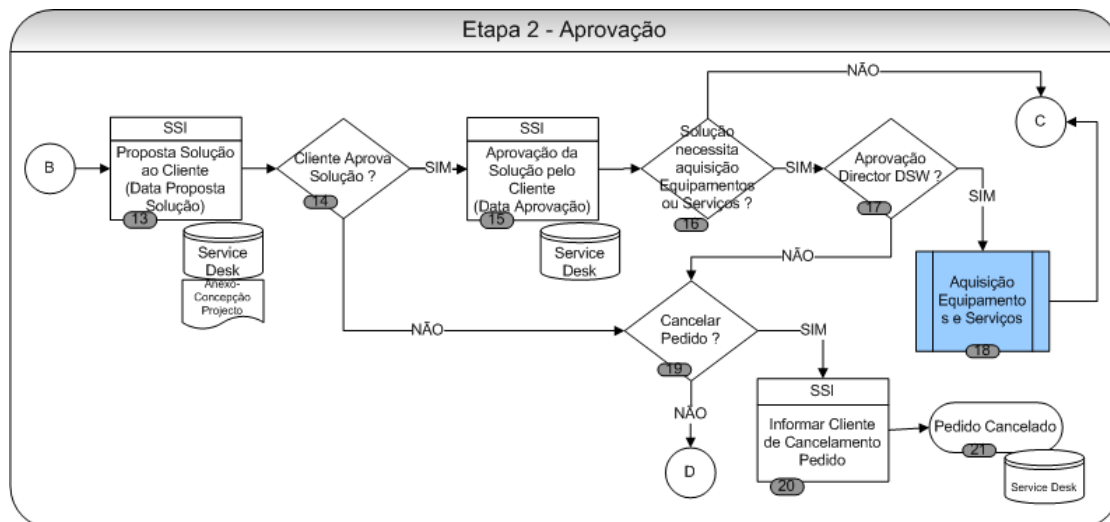 Etapa 2 - Aprovação
B
SSI
Proposta Solução
ao Cliente
(Data Proposta
Solução)
13
Service
Desk
Anexo-
Concepção
Projecto
Cliente Aprova
Solução ?
14
SIM
NÃO
SSI
Aprovação da
Solução pelo
Cliente
(Data Aprovação)
15
Service
Desk
Solução
necessita
aquisição
Equipamentos
ou Serviços ?
16
NÃO
SIM
C
Aprovação
Director DSW ?
17
SIM
NÃO
Aquisição
Equipamento
s e Serviços
18
Cancelar
Pedido ?
19
SIM
NÃO
D
SSI
Informar Cliente
de Cancelamento
Pedido
20
Pedido Cancelado
21
Service Desk